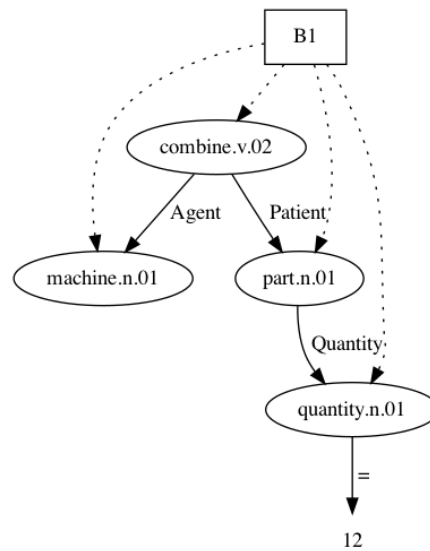 B1
combine.v.02
Agent
Patient
machine.n.01
part.n.01
Quantity
quantity.n.01
=
12